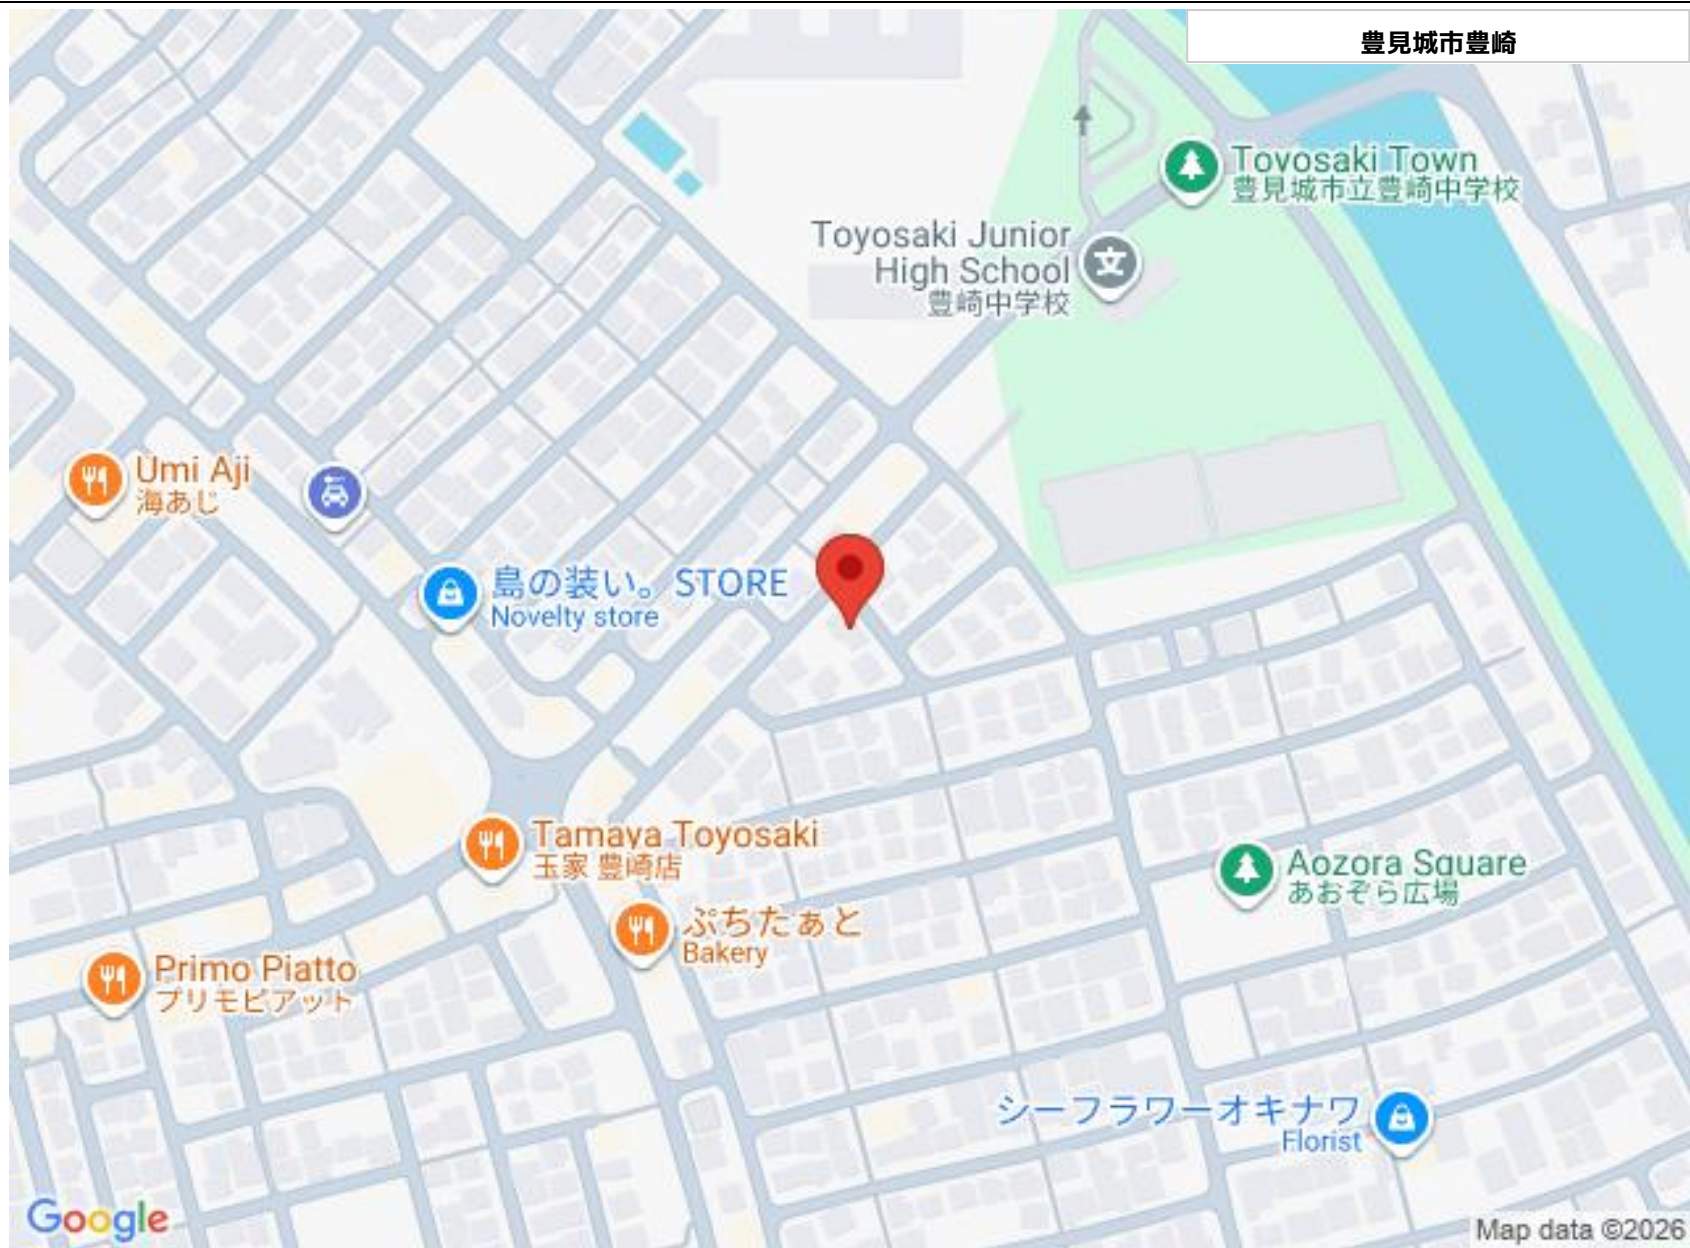 豊見城市豊崎
Toyosaki Town
豊見城市立豊崎中学校
Toyosaki Junior
High School
豊崎中学校
Umi Aji
海あじ
島の装い。STORE
Novelty store
Tamaya Toyosaki
玉家 豊崎店
Aozora Square
あおぞら広場
ぷちたぁと
Bakery
Primo Piatto
プリモピアット
シーフラワーオキナワ
Florist
Google
Map data ©2026